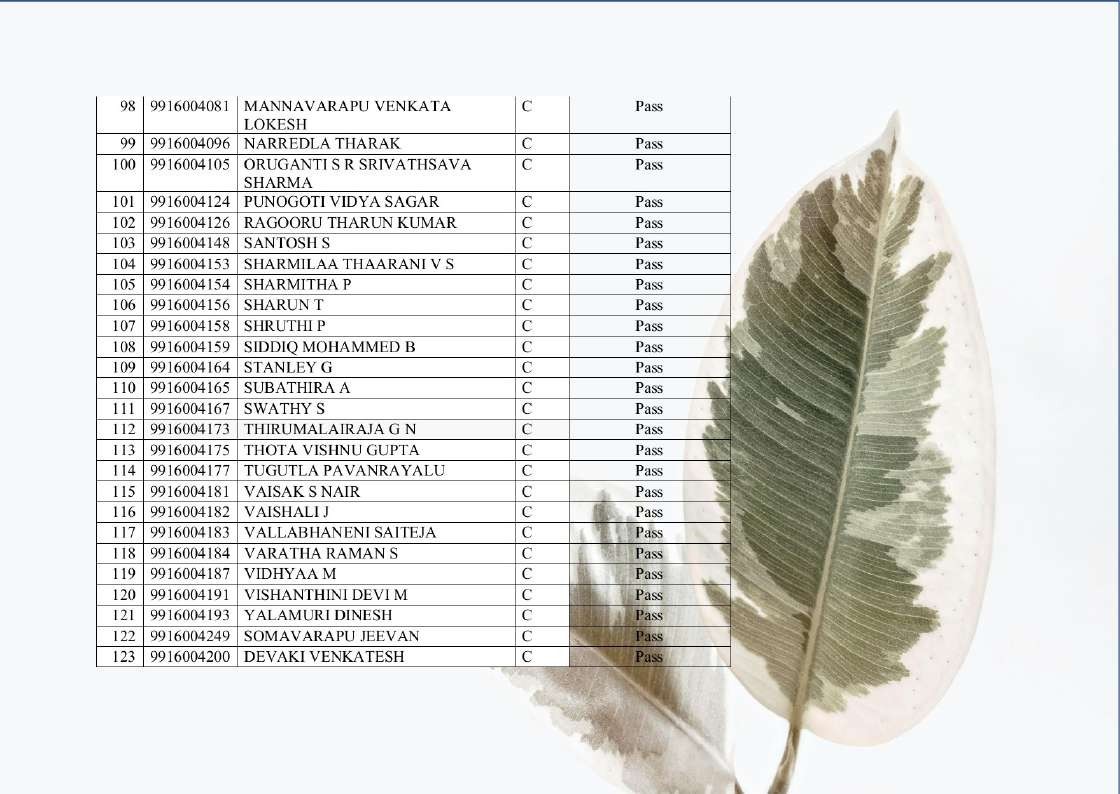 98 9916004081 MANNAVARAPU VENKATA C Pass
LOKESH
99 9916004096 NARREDLA THARAK C Pass
100 9916004105 ORUGANTI S R SRIVATHSAVA C Pass
SHARMA
101 9916004124 PUNOGOTI VIDYA SAGAR C Pass
102 9916004126 RAGOORU THARUN KUMAR C Pass
103 9916004148 SANTOSH S C Pass
104 9916004153 SHARMILAA THAARANI V S C Pass
105 9916004154 SHARMITHA P C Pass
106 9916004156 SHARUN T C Pass
107 9916004158 SHRUTHI P C Pass
108 9916004159 SIDDIQ MOHAMMED B C Pass
109 9916004164 STANLEY G C Pass
110 9916004165 SUBATHIRA A C Pass
111 9916004167 SWATHY S C Pass
112 9916004173 THIRUMALAIRAJA G N C Pass
113 9916004175 THOTA VISHNU GUPTA C Pass
114 9916004177 TUGUTLA PAVANRAYALU C Pass
115 9916004181 VAISAK S NAIR C Pass
116 9916004182 VAISHALI J C Pass
117 9916004183 VALLABHANENI SAITEJA C Pass
118 9916004184 VARATHA RAMAN S C Pass
119 9916004187 VIDHYAA M C Pass
120 9916004191 VISHANTHINI DEVI M C Pass
121 9916004193 YALAMURI DINESH C Pass
122 9916004249 SOMAVARAPU JEEVAN C Pass
123 9916004200 DEVAKI VENKATESH C Pass